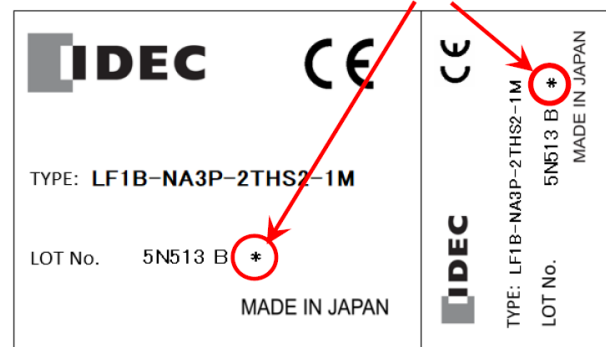 IDEC CE
TYPE: LF1B-NA3P-2THS2-1M
LOT No. 5N513 B *
MADE IN JAPAN
IDEC CE
TYPE: LF1B-NA3P-2THS2-1M
LOT No. 5N513 B *
MADE IN JAPAN